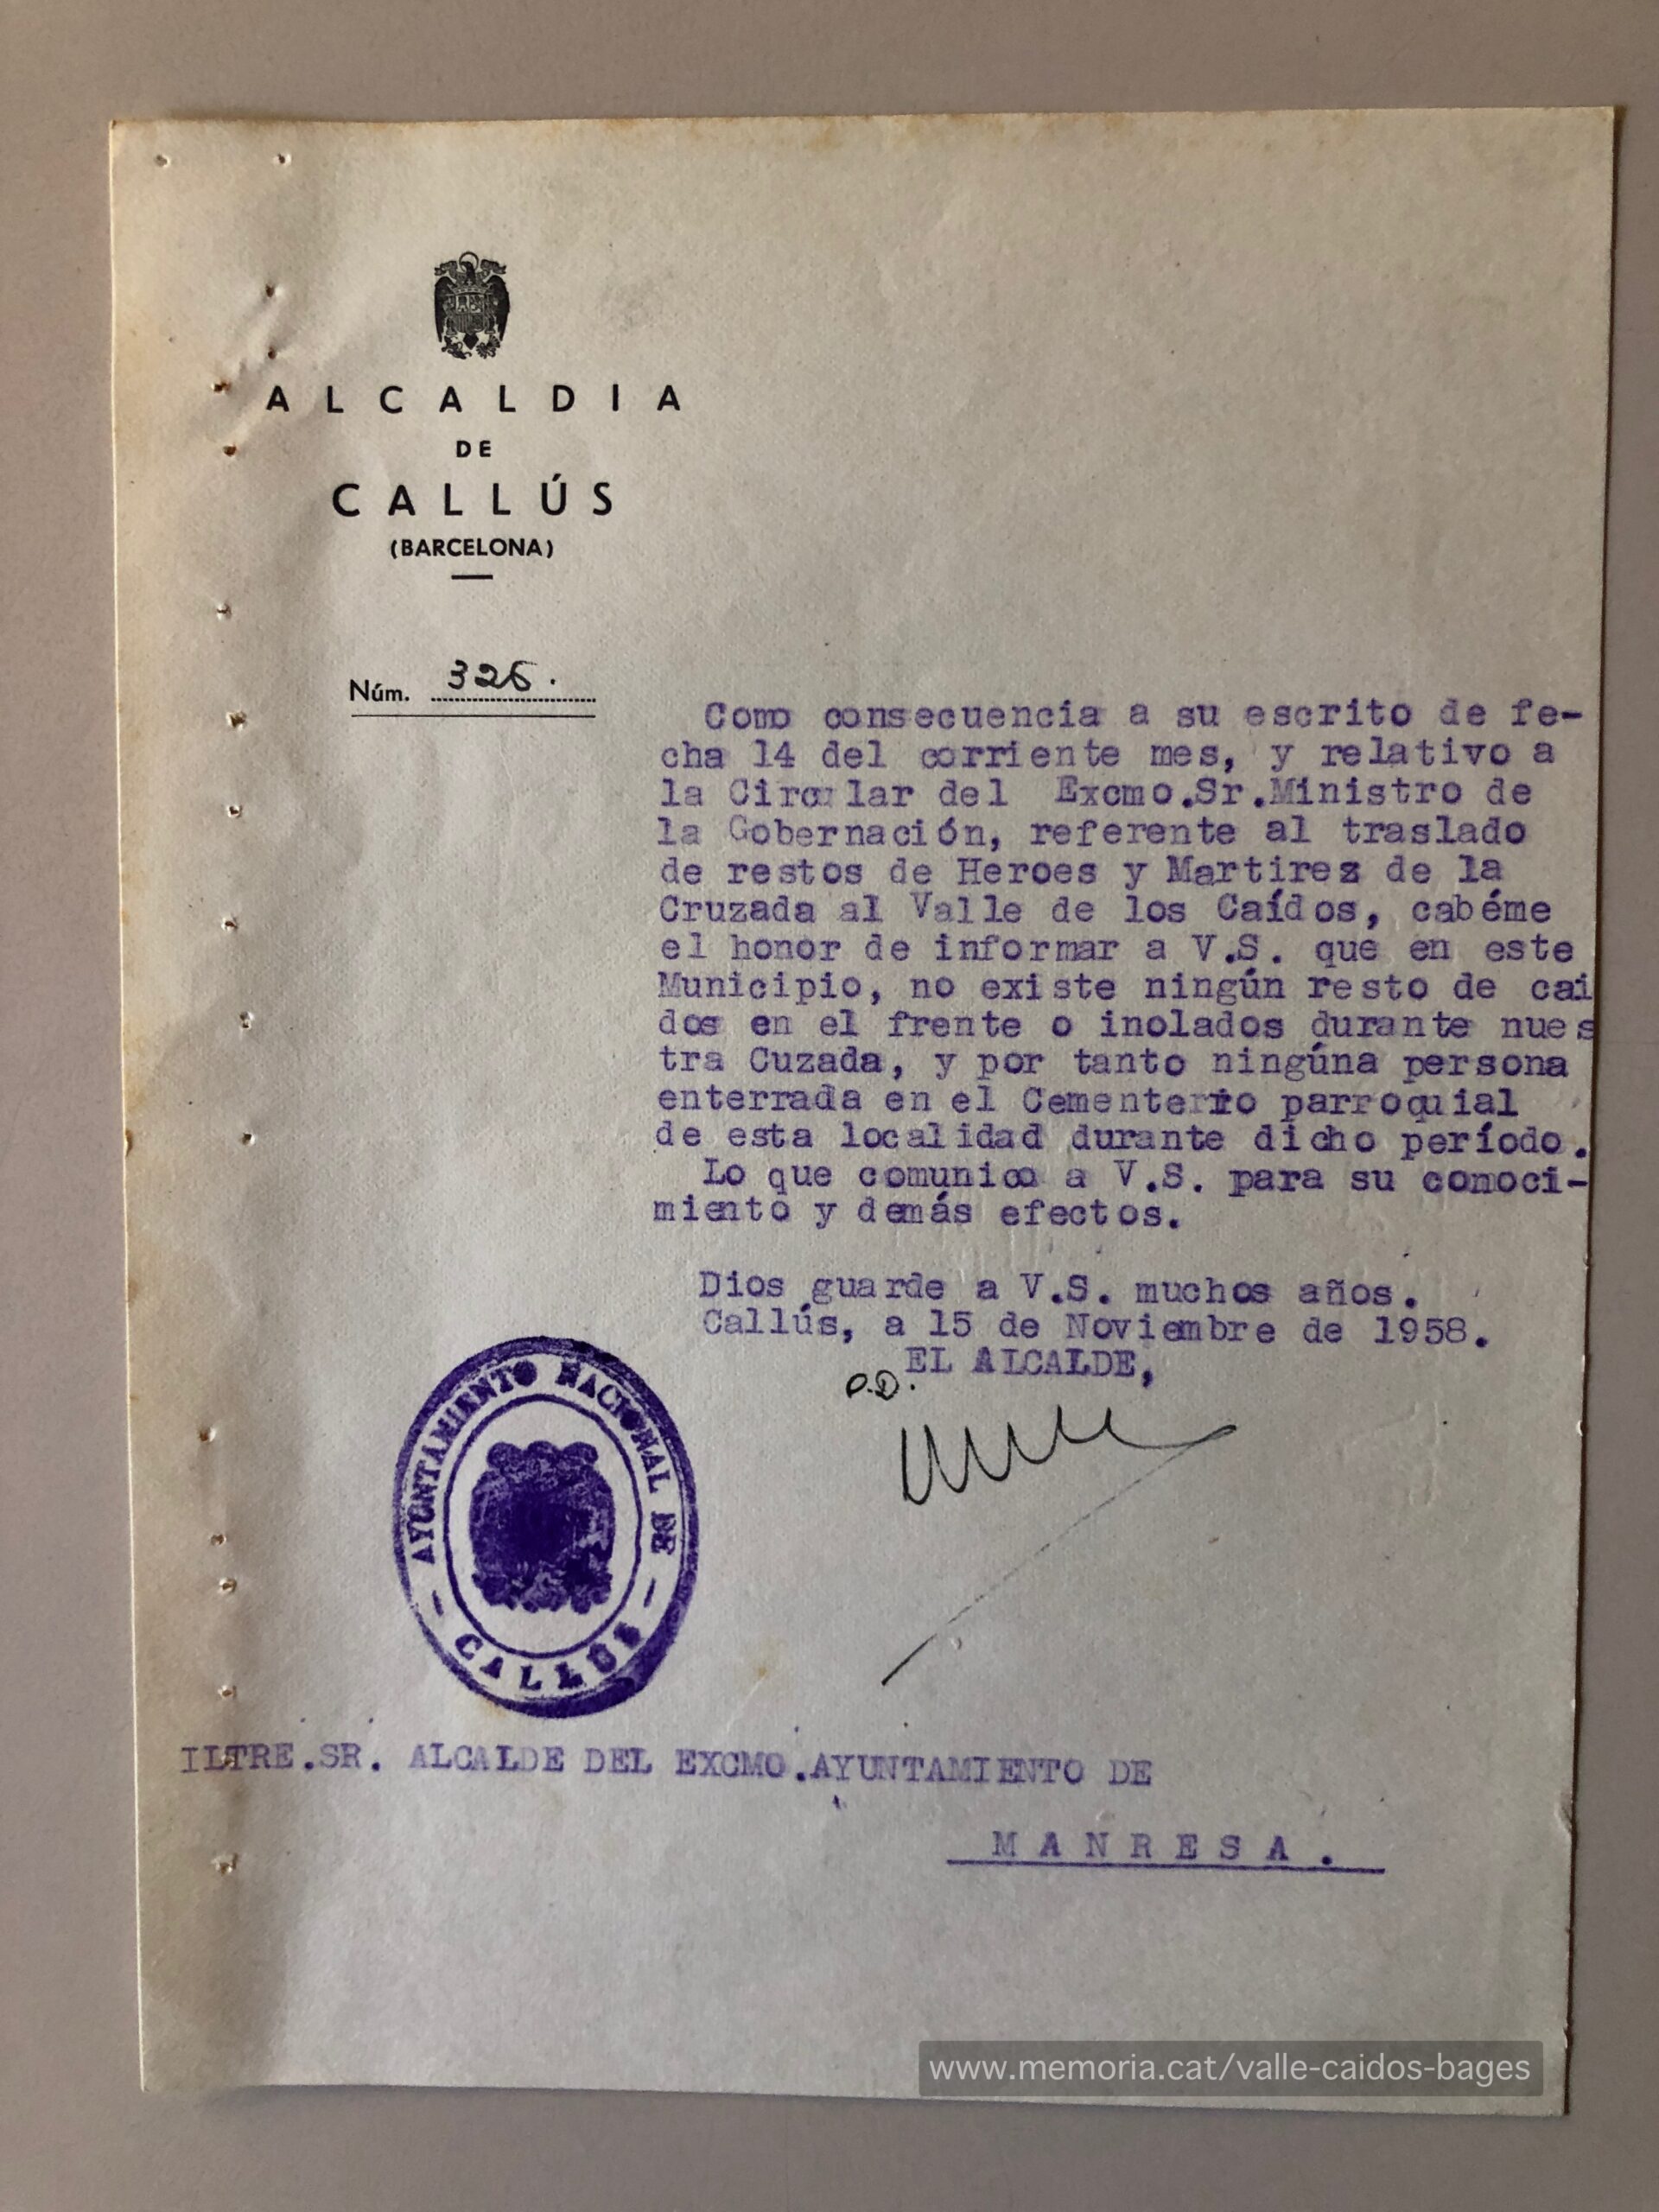 ALCALDIA
DE
CALLÚS
(BARCELONA)
Núm. 326.
Como consecuencia a su escrito de fe-
cha 14 del corriente mes, y relativo a
la Circular del Excmo.Sr.Ministro de
la Gobernación, referente al traslado
de restos de Heroes y Martirez de la
Cruzada al Valle de los Caídos, cabéme
el honor de informar a V.S. que en este
Municipio, no existe ningún resto de cai
dos en el frente o inolados durante nues
tra Cuzada, y por tanto ningúna persona
enterrada en el Cementerio parroquial
de esta localidad durante dicho período.
Lo que comunico a V.S. para su conoci-
miento y demás efectos.
Dios guarde a V.S. muchos años.
Callús, a 15 de Noviembre de 1958.
EL ALCALDE,
AYUNTAMIENTO NACIONAL DE
- CALLÚS -
ILTRE.SR. ALCALDE DEL EXCMO.AYUNTAMIENTO DE
MANRESA.
www.memoria.cat/valle-caidos-bages